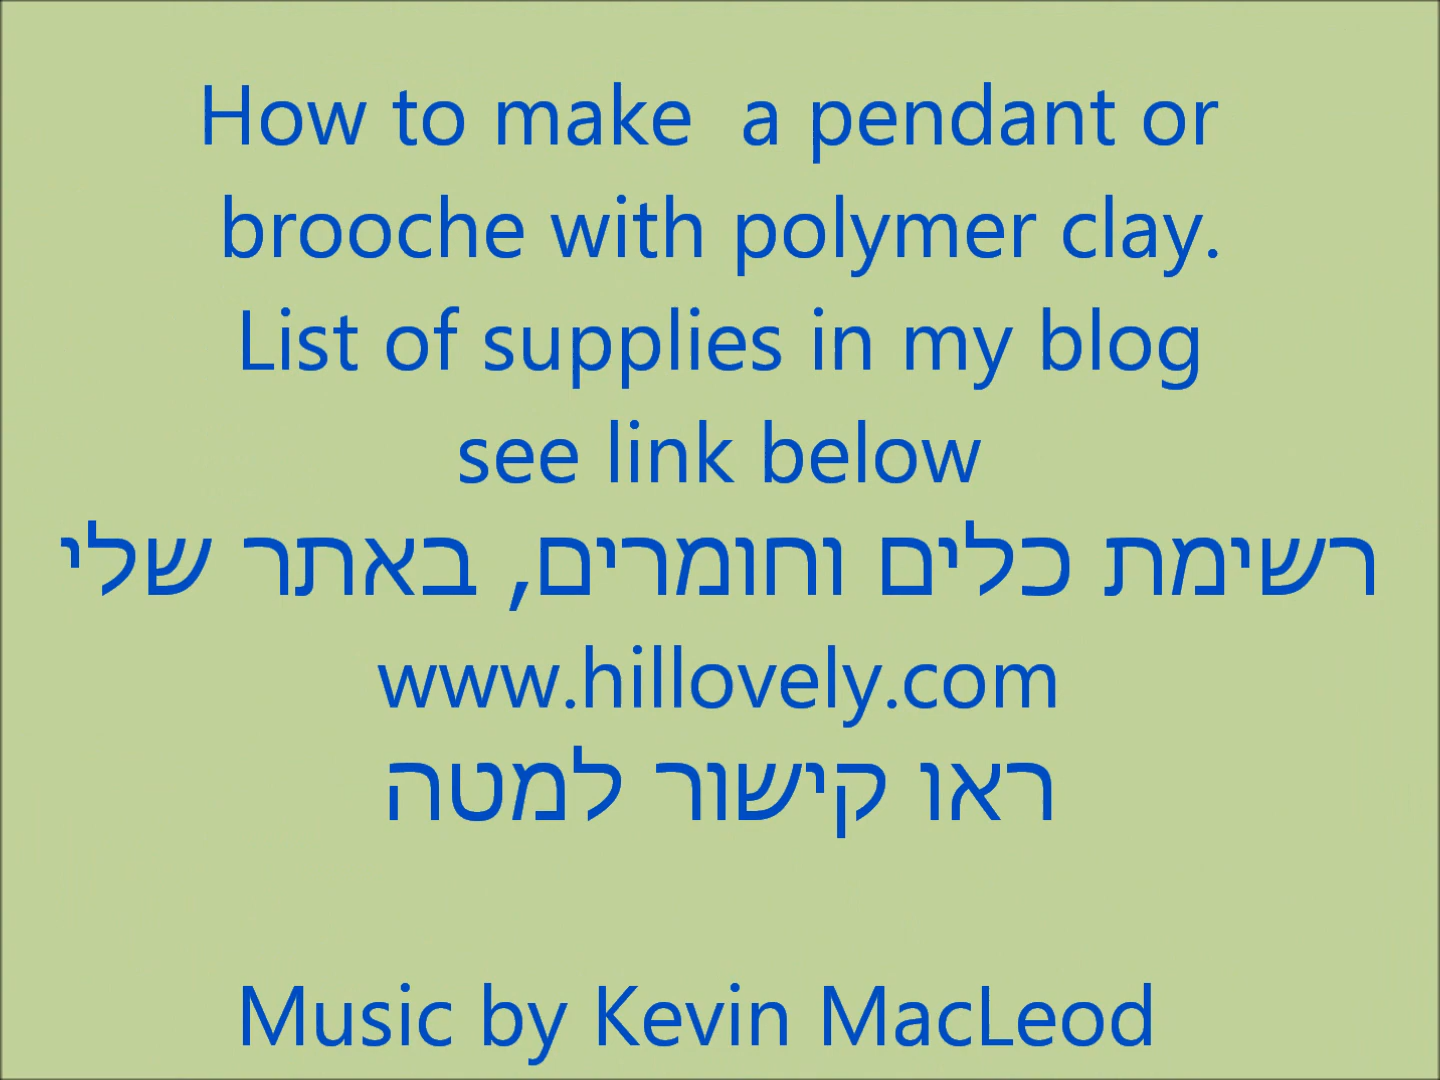 How to make  a pendant or
brooche with polymer clay.
List of supplies in my blog
see link below
רשימת כלים וחומרים, באתר שלי
www.hillovely.com
ראו קישור למטה
Music by Kevin MacLeod